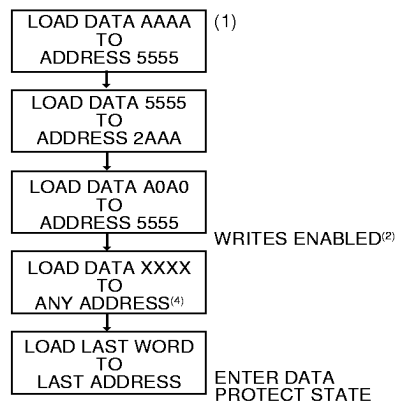 LOAD DATA AAAA
TO
ADDRESS 5555
(1)
LOAD DATA 5555
TO
ADDRESS 2AAA
LOAD DATA A0A0
TO
ADDRESS 5555
WRITES ENABLED(2)
LOAD DATA XXXX
TO
ANY ADDRESS(4)
LOAD LAST WORD
TO
LAST ADDRESS
ENTER DATA
PROTECT STATE